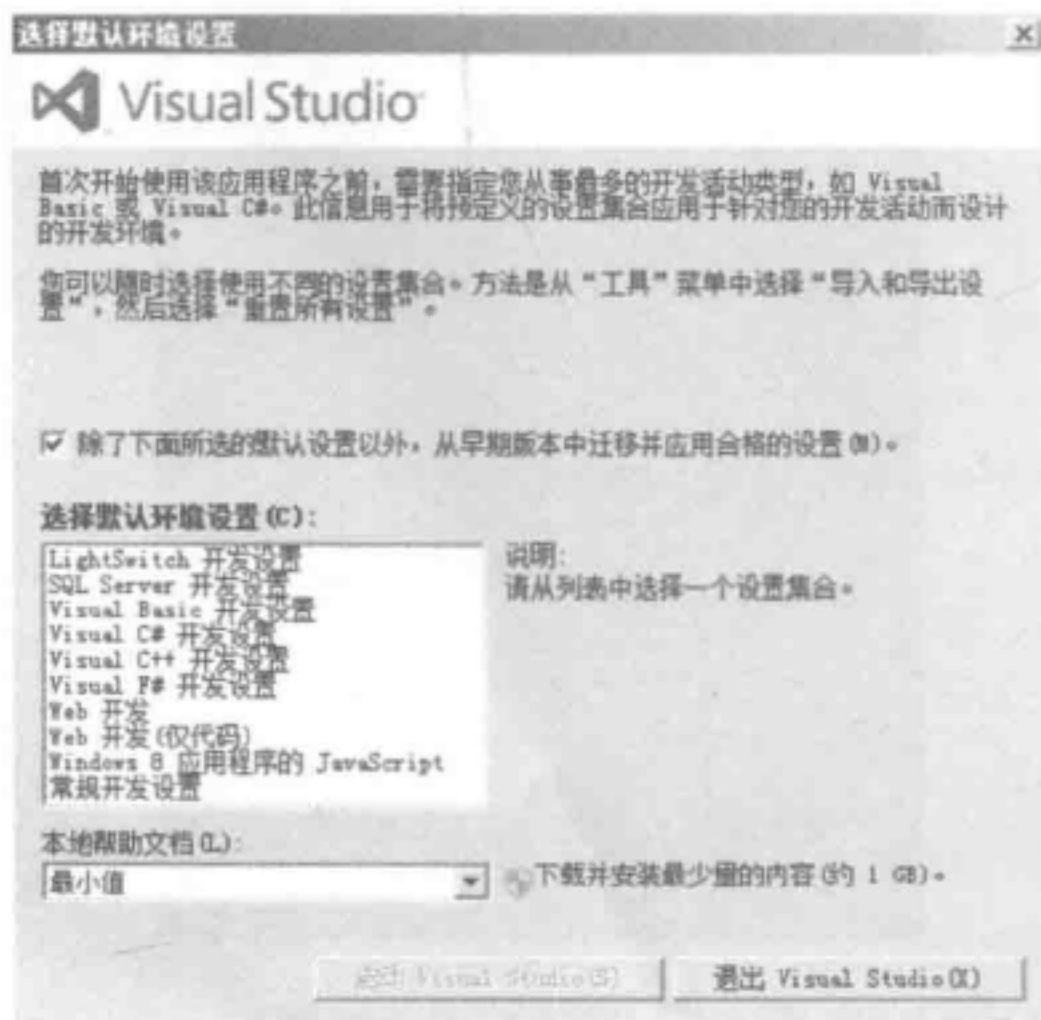 选择默认环境设置
Visual Studio
首次开始使用该应用程序之前，需要指定您从事最多的开发活动类型，如 Visual
Basic 或 Visual C#。此信息用于将预定义的设置集合应用于针对您的开发活动而设计
的开发环境。
您可以随时选择使用不同的设置集合。方法是从“工具”菜单中选择“导入和导出设
置”，然后选择“重置所有设置”。
除了下面所选的默认设置以外，从早期版本中迁移并应用合格的设置(M)。
选择默认环境设置(C):
LightSwitch 开发设置
SQL Server 开发设置
Visual Basic 开发设置
Visual C# 开发设置
Visual C++ 开发设置
Visual F# 开发设置
Web 开发
Web 开发(仅代码)
Windows 8 应用程序的 JavaScript
常规开发设置
说明:
请从列表中选择一个设置集合。
本地帮助文档(L):
最小值
下载并安装最少量的内容(约 1 GB)。
启动 Visual Studio(S)
退出 Visual Studio(X)